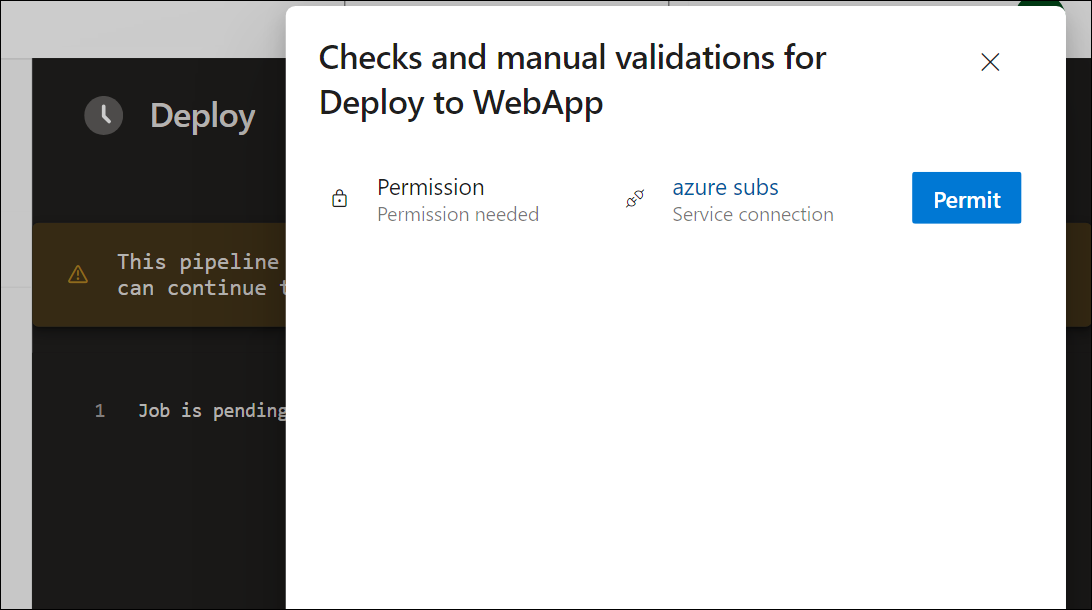 Checks and manual validations for
Deploy to WebApp
Deploy
Permission
Permission needed
azure subs
Service connection
Permit
This pipeline
can continue
1 Job is pending